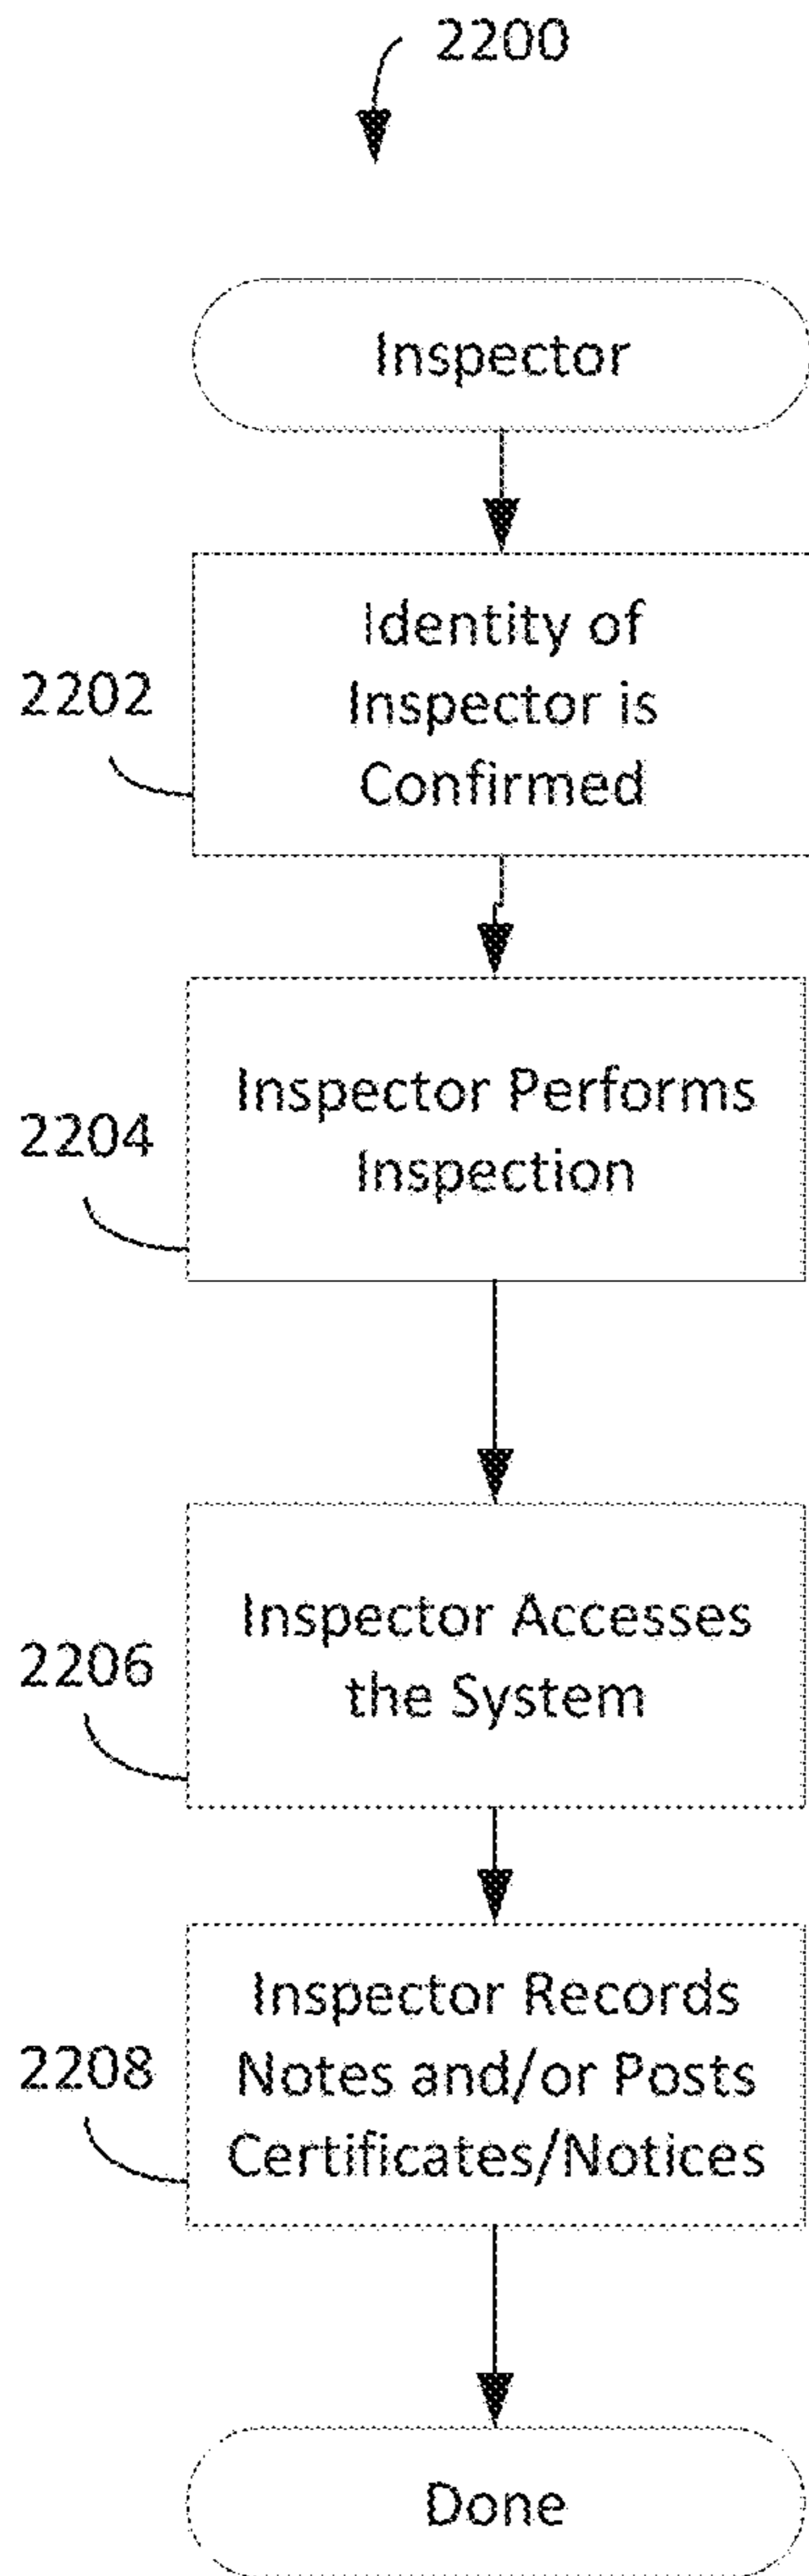 2200
Inspector
Identity of
Inspector is
Confirmed
2202
Inspector Performs
Inspection
2204
Inspector Accesses
the System
2206
Inspector Records
Notes and/or Posts
Certificates/Notices
2208
Done